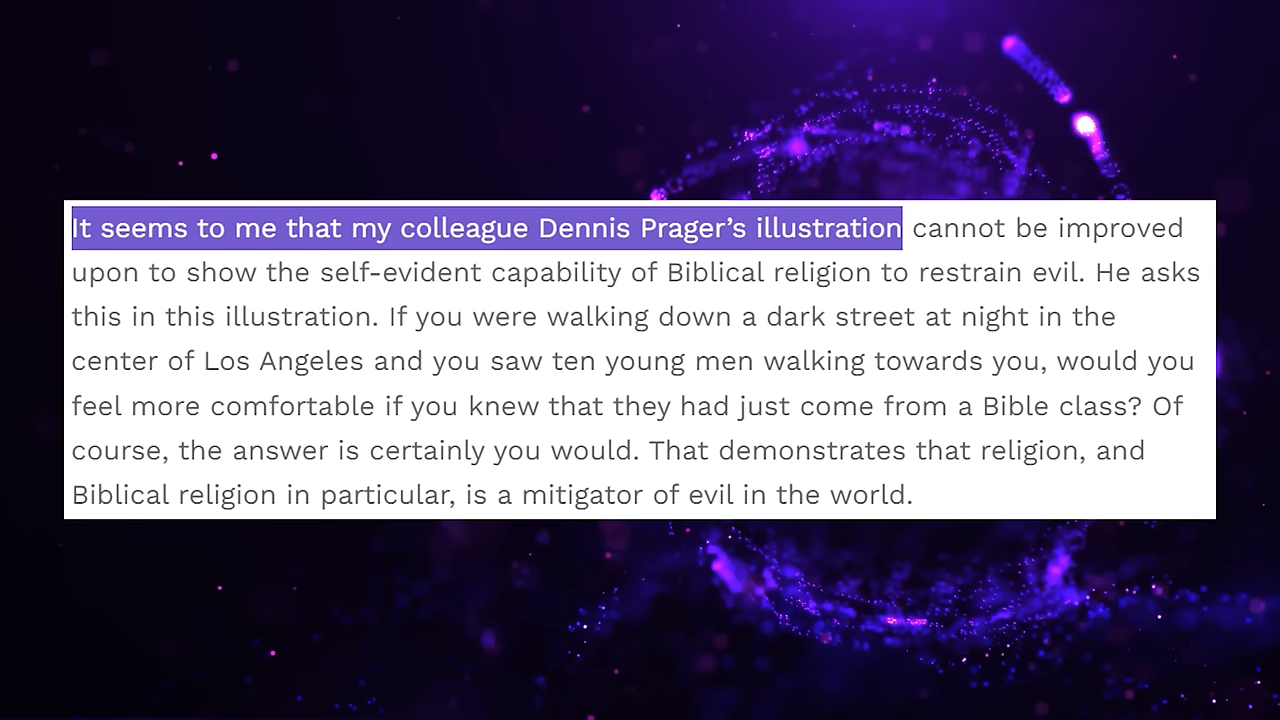 It seems to me that my colleague Dennis Prager’s illustration cannot be improved
upon to show the self-evident capability of Biblical religion to restrain evil. He asks
this in this illustration. If you were walking down a dark street at night in the
center of Los Angeles and you saw ten young men walking towards you, would you
feel more comfortable if you knew that they had just come from a Bible class? Of
course, the answer is certainly you would. That demonstrates that religion, and
Biblical religion in particular, is a mitigator of evil in the world.